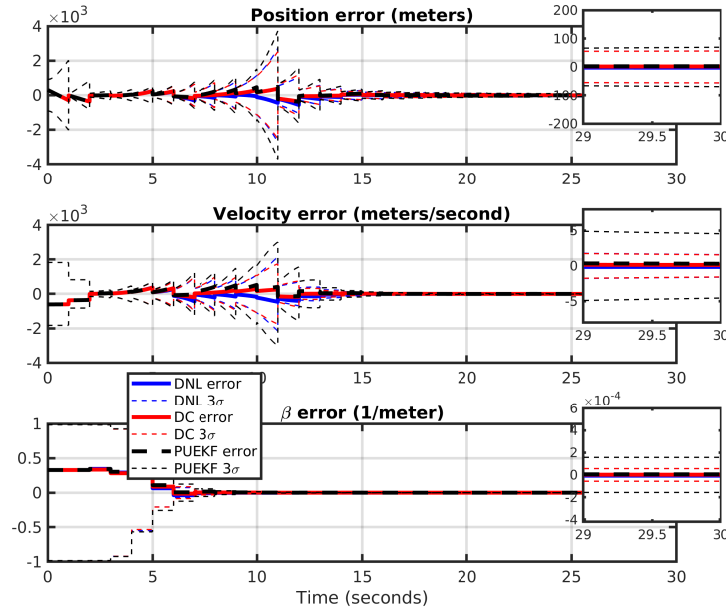 Position error (meters)
×10³
4
2
0
-2
-4
0 5 10 15 20 25 30
200
100
0
-100
-200
29 29.5 30
Velocity error (meters/second)
×10³
4
2
0
-2
-4
0 5 10 15 20 25 30
5
0
-5
29 29.5 30
β error (1/meter)
1
0.5
0
-0.5
-1
0 5 10 15 20 25 30
×10⁻⁴
6
4
2
0
-2
-4
29 29.5 30
DNL error
DNL 3σ
DC error
DC 3σ
PUEKF error
PUEKF 3σ
Time (seconds)